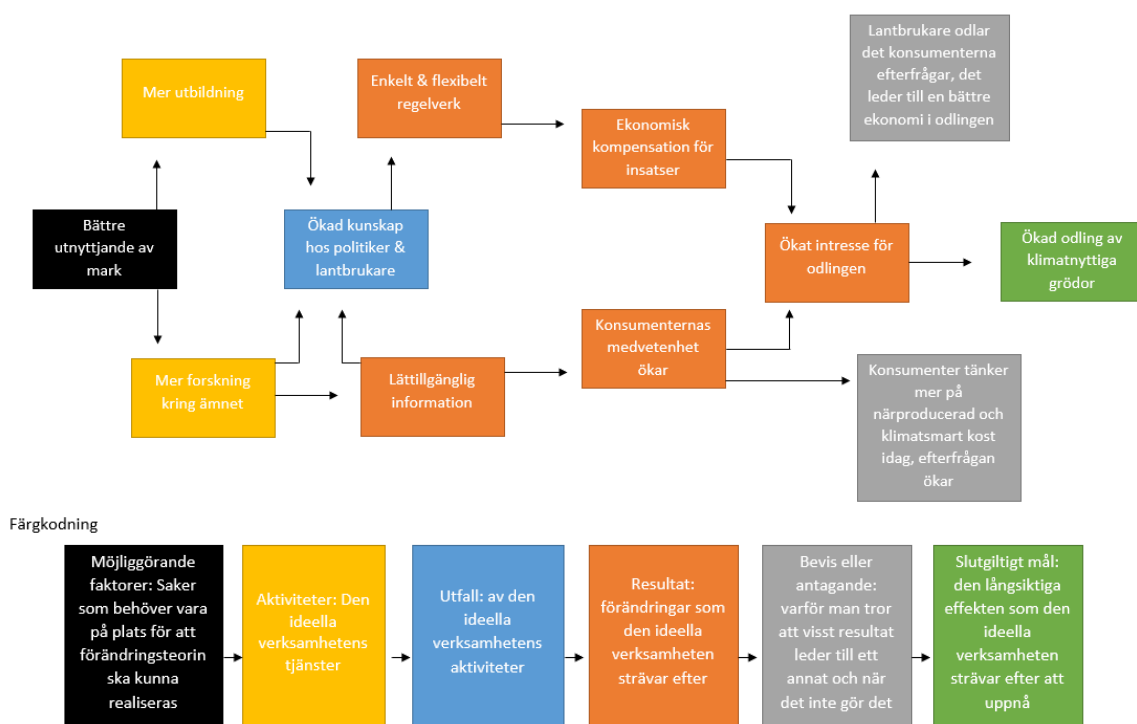 Mer utbildning
Enkelt & flexibelt
regelverk
Lantbrukare odlar
det konsumenterna
efterfrågar, det
leder till en bättre
ekonomi i odlingen
Ekonomisk
kompensation för
insatser
Bättre
utnyttjande av
mark
Ökad kunskap
hos politiker &
lantbrukare
Ökat intresse för
odlingen
Ökad odling av
klimatnyttiga
grödor
Mer forskning
kring ämnet
Lättillgänglig
information
Konsumenternas
medvetenhet
ökar
Konsumenter tänker
mer på
närproducerad och
klimatsmart kost
idag, efterfrågan
ökar
Färgkodning
Möjliggörande
faktorer: Saker
som behöver vara
på plats för att
förändringsteorin
ska kunna
realiseras
Aktiviteter: Den
ideella
verksamhetens
tjänster
Utfall: av den
ideella
verksamhetens
aktiviteter
Resultat:
förändringar som
den ideella
verksamheten
strävar efter
Bevis eller
antagande:
varför man tror
att visst resultat
leder till ett
annat och när
det inte gör det
Slutgiltigt mål:
den långsiktiga
effekten som den
ideella
verksamheten
strävar efter att
uppnå